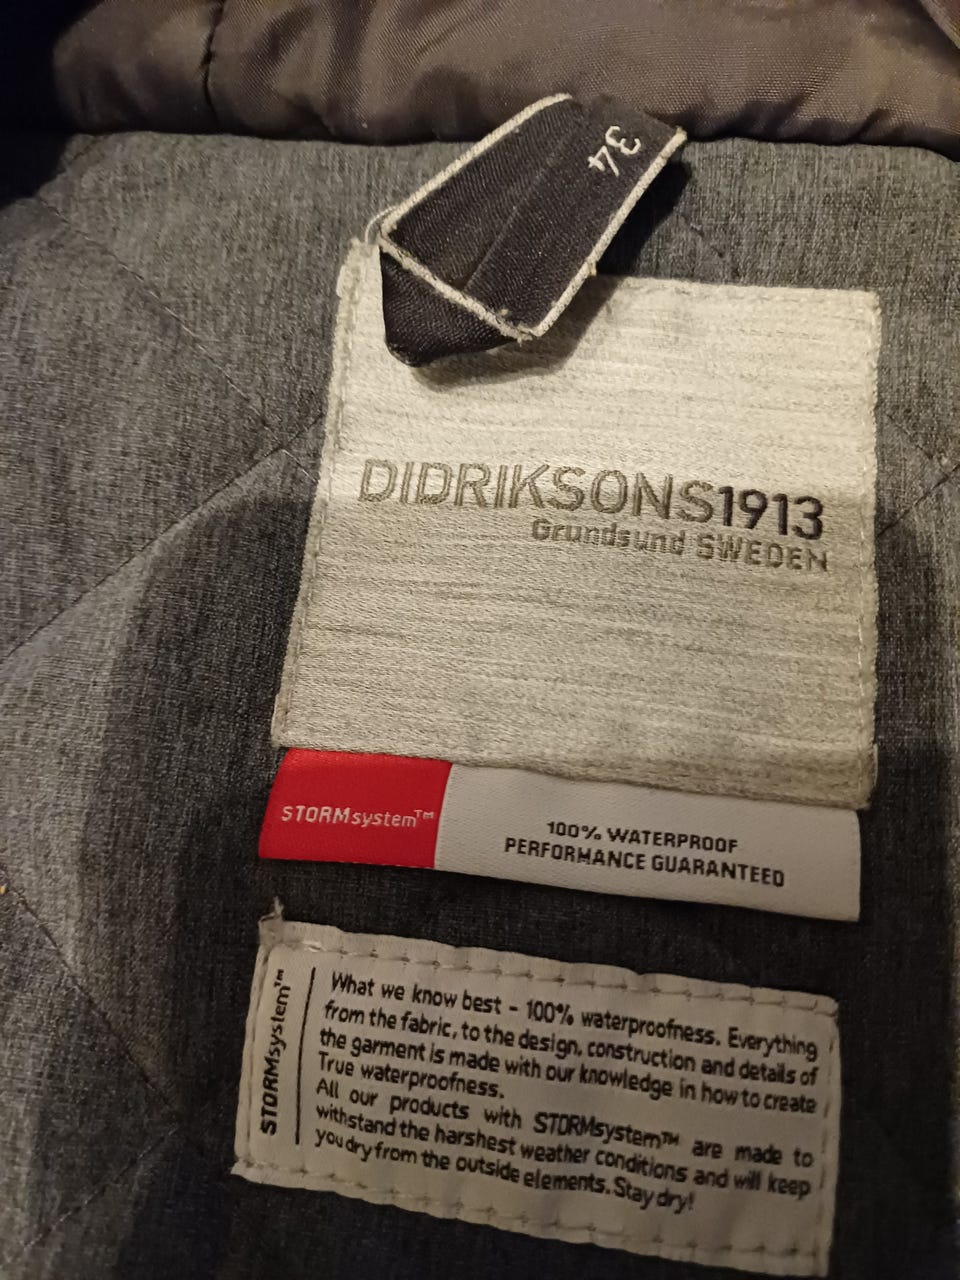 34
DIDRIKSONS1913
Grundsund SWEDEN
STORMsystem™
100% WATERPROOF
PERFORMANCE GUARANTEED
STORMsystem™
What we know best - 100% waterproofness. Everything
from the fabric, to the design, construction and details of
the garment is made with our knowledge in how to create
True waterproofness.
All our products with STORMsystem™ are made to
withstand the harshest weather conditions and will keep
you dry from the outside elements. Stay dry!